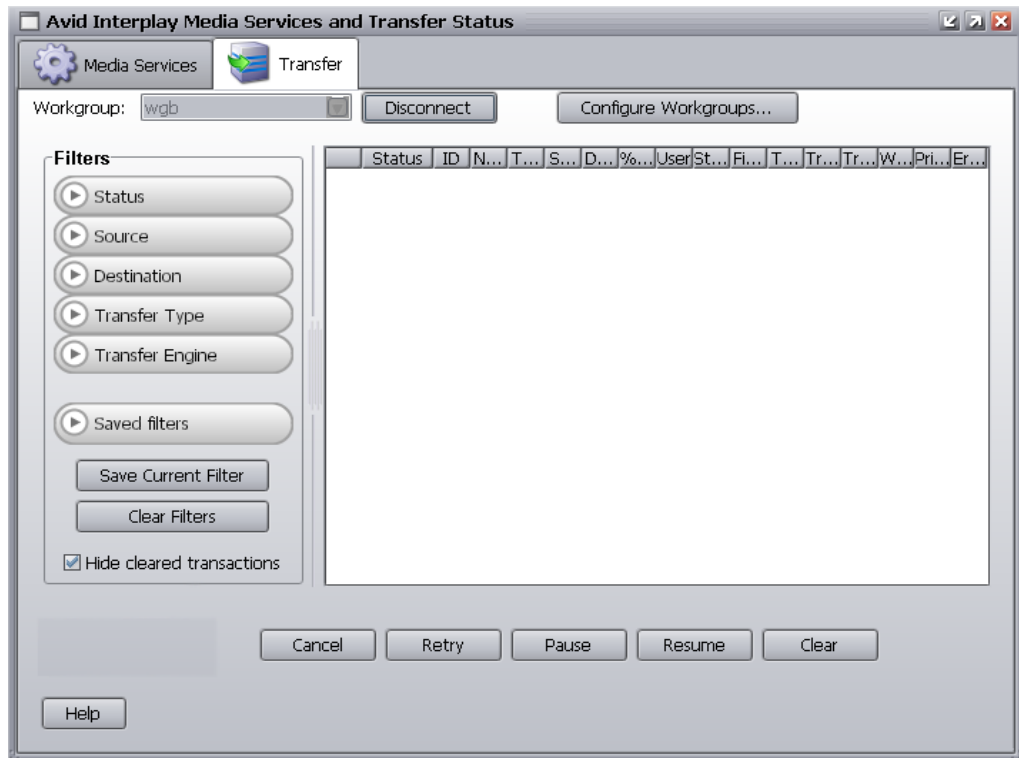 Avid Interplay Media Services and Transfer Status
Media Services Transfer
Workgroup: wgb Disconnect Configure Workgroups...
Filters
Status ID N... T... S... D... %... User St... Fi... T... Tr... Tr... W... Pri... Er...
Status
Source
Destination
Transfer Type
Transfer Engine
Saved filters
Save Current Filter
Clear Filters
Hide cleared transactions
Cancel Retry Pause Resume Clear
Help